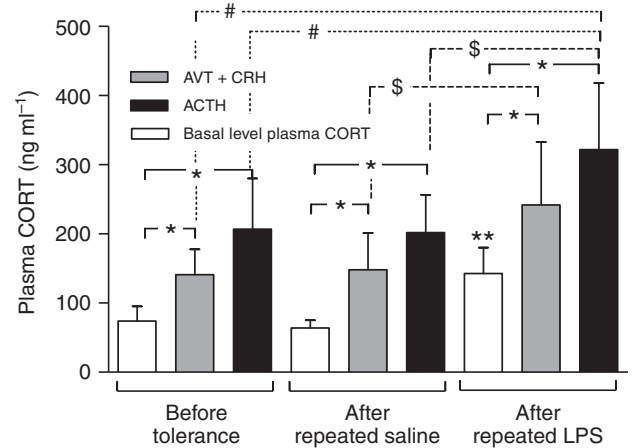 #
500
#
$
AVT + CRH
*
400
$
ACTH
*
Basal level plasma CORT
300
*
*
*
*
200
**
100
0
Plasma CORT (ng ml⁻¹)
Before
tolerance
After
repeated saline
After
repeated LPS